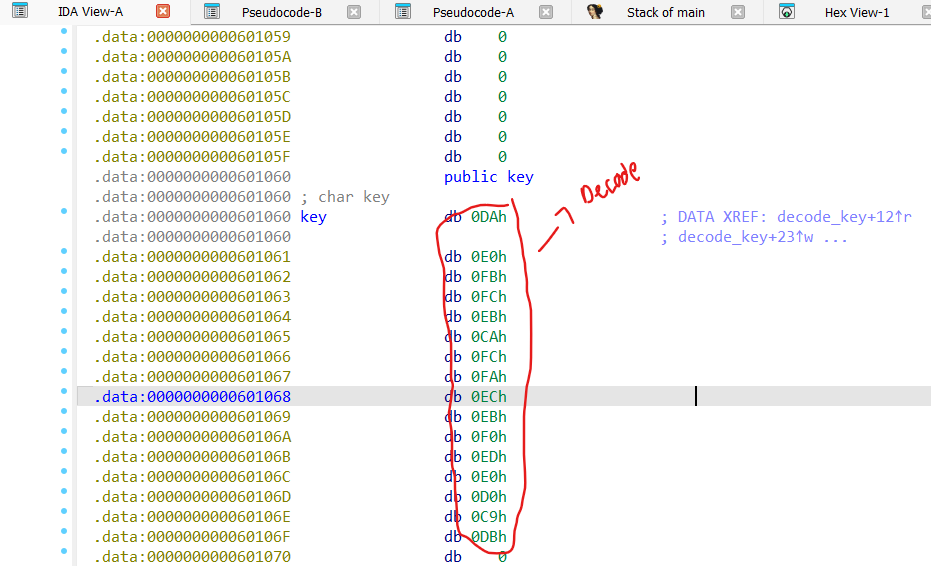 IDA View-A Pseudocode-B Pseudocode-A Stack of main Hex View-1
.data:0000000000601059 db 0
.data:000000000060105A db 0
.data:000000000060105B db 0
.data:000000000060105C db 0
.data:000000000060105D db 0
.data:000000000060105E db 0
.data:000000000060105F db 0
.data:0000000000601060 public key
.data:0000000000601060 ; char key
.data:0000000000601060 key db 0DAh ; DATA XREF: decode_key+12↑r
.data:0000000000601060 ; decode_key+23↑w ...
.data:0000000000601061 db 0E0h
.data:0000000000601062 db 0FBh
.data:0000000000601063 db 0FCh
.data:0000000000601064 db 0EBh
.data:0000000000601065 db 0CAh
.data:0000000000601066 db 0FCh
.data:0000000000601067 db 0FAh
.data:0000000000601068 db 0ECh
.data:0000000000601069 db 0EBh
.data:000000000060106A db 0F0h
.data:000000000060106B db 0EDh
.data:000000000060106C db 0E0h
.data:000000000060106D db 0D0h
.data:000000000060106E db 0C9h
.data:000000000060106F db 0DBh
.data:0000000000601070 db 0
Decode